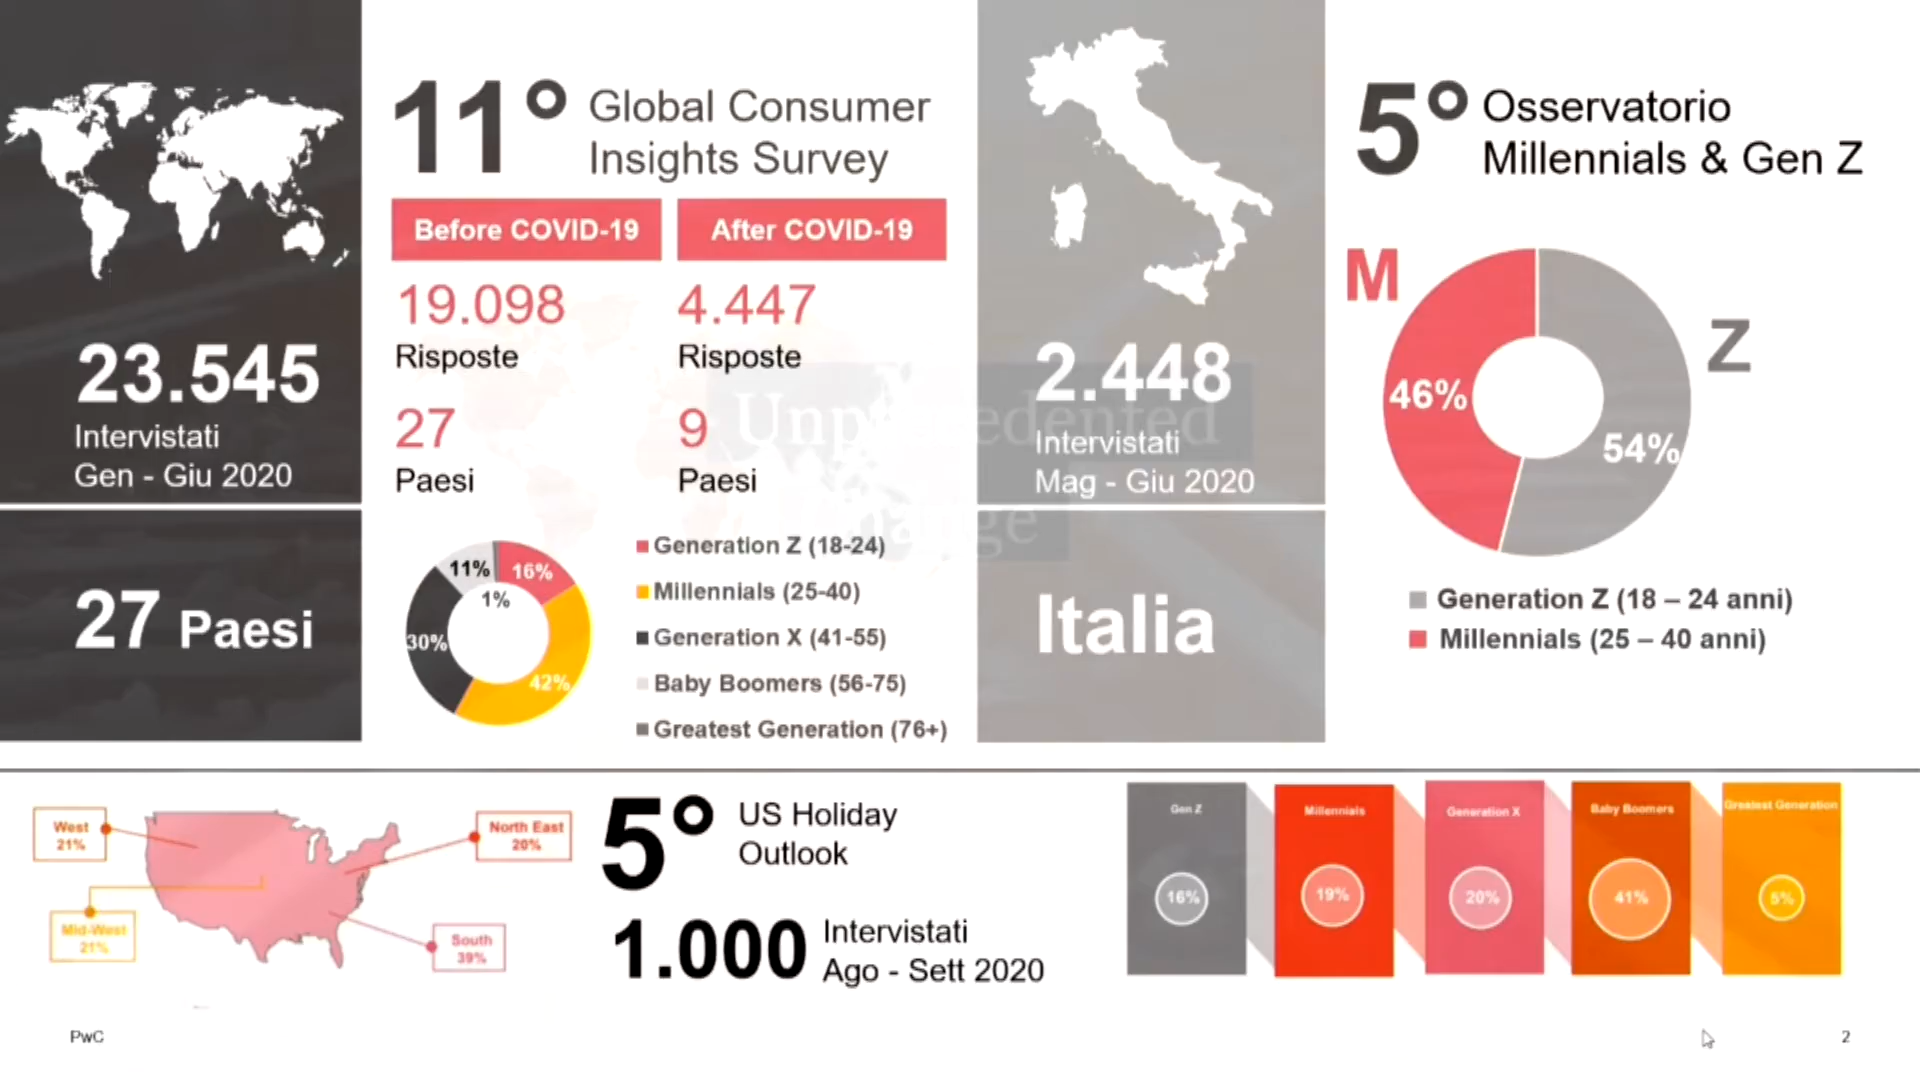 23.545
Intervistati
Gen - Giu 2020
27 Paesi
11° Global Consumer
Insights Survey
Before COVID-19
After COVID-19
19.098
Risposte
27
Paesi
4.447
Risposte
9
Paesi
11%
16%
1%
30%
42%
Generation Z (18-24)
Millennials (25-40)
Generation X (41-55)
Baby Boomers (56-75)
Greatest Generation (76+)
2.448
Intervistati
Mag - Giu 2020
Italia
5° Osservatorio
Millennials & Gen Z
M
Z
46%
54%
Generation Z (18 – 24 anni)
Millennials (25 – 40 anni)
West
21%
North East
20%
Mid-West
21%
South
39%
5° US Holiday
Outlook
1.000 Intervistati
Ago - Sett 2020
Gen Z
16%
Millennials
19%
Generation X
20%
Baby Boomers
41%
Greatest Generation
5%
PwC
2